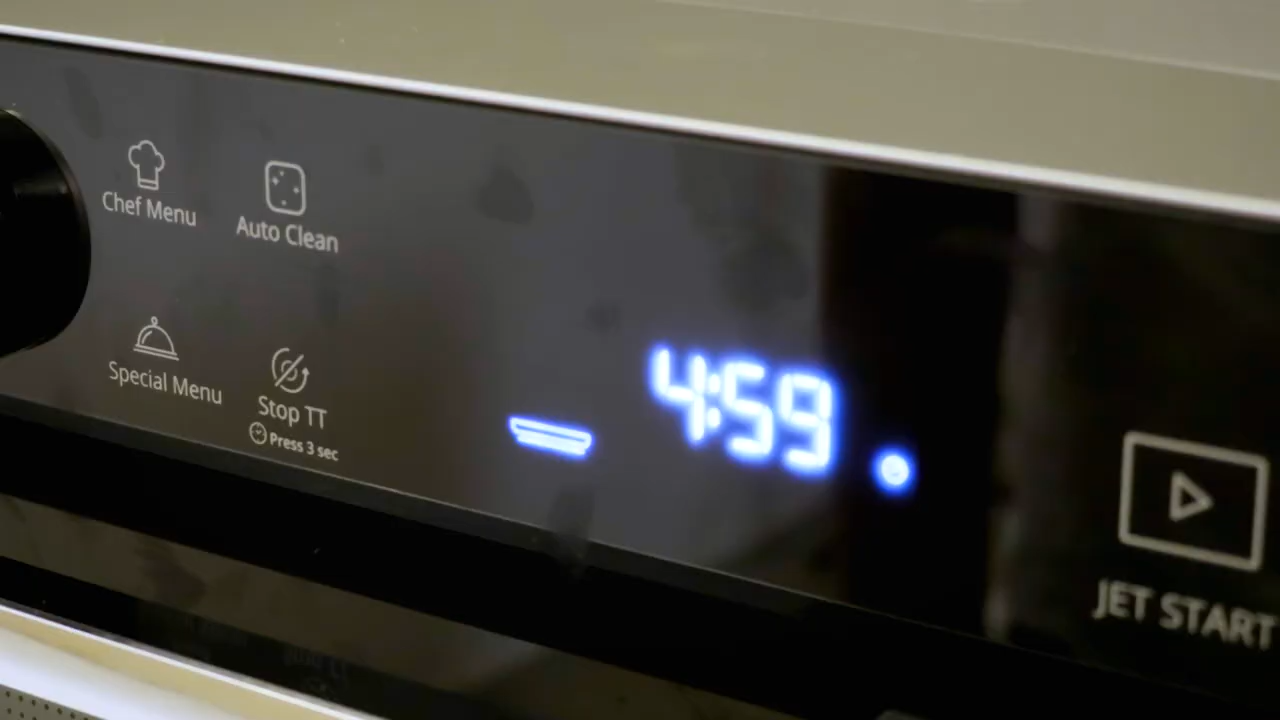 Chef Menu
Auto Clean
Special Menu
Stop TT
Press 3 sec
4:59
JET START